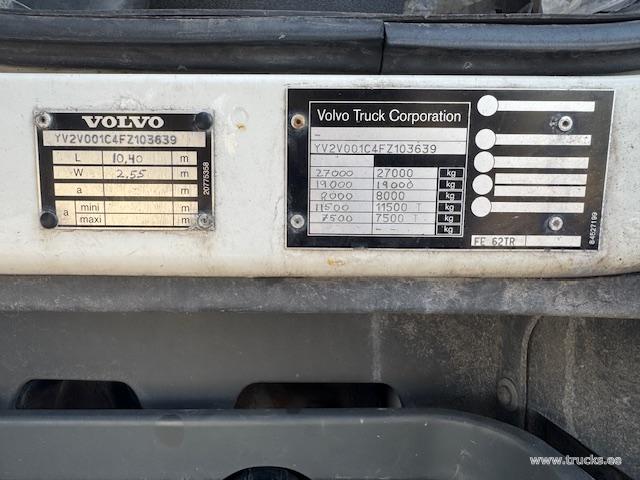 VOLVO
YV2V001C4FZ103639
L 10,40 m
W 2,55 m
a m
a mini m
maxi m
20775358
Volvo Truck Corporation
-
YV2V001C4FZ103639
27000 27000 kg
19000 19000 kg
8000 8000 kg
11500 11500 T kg
7500 7500 T kg
- -
FE 62TR
84527199
www.trucks.ee